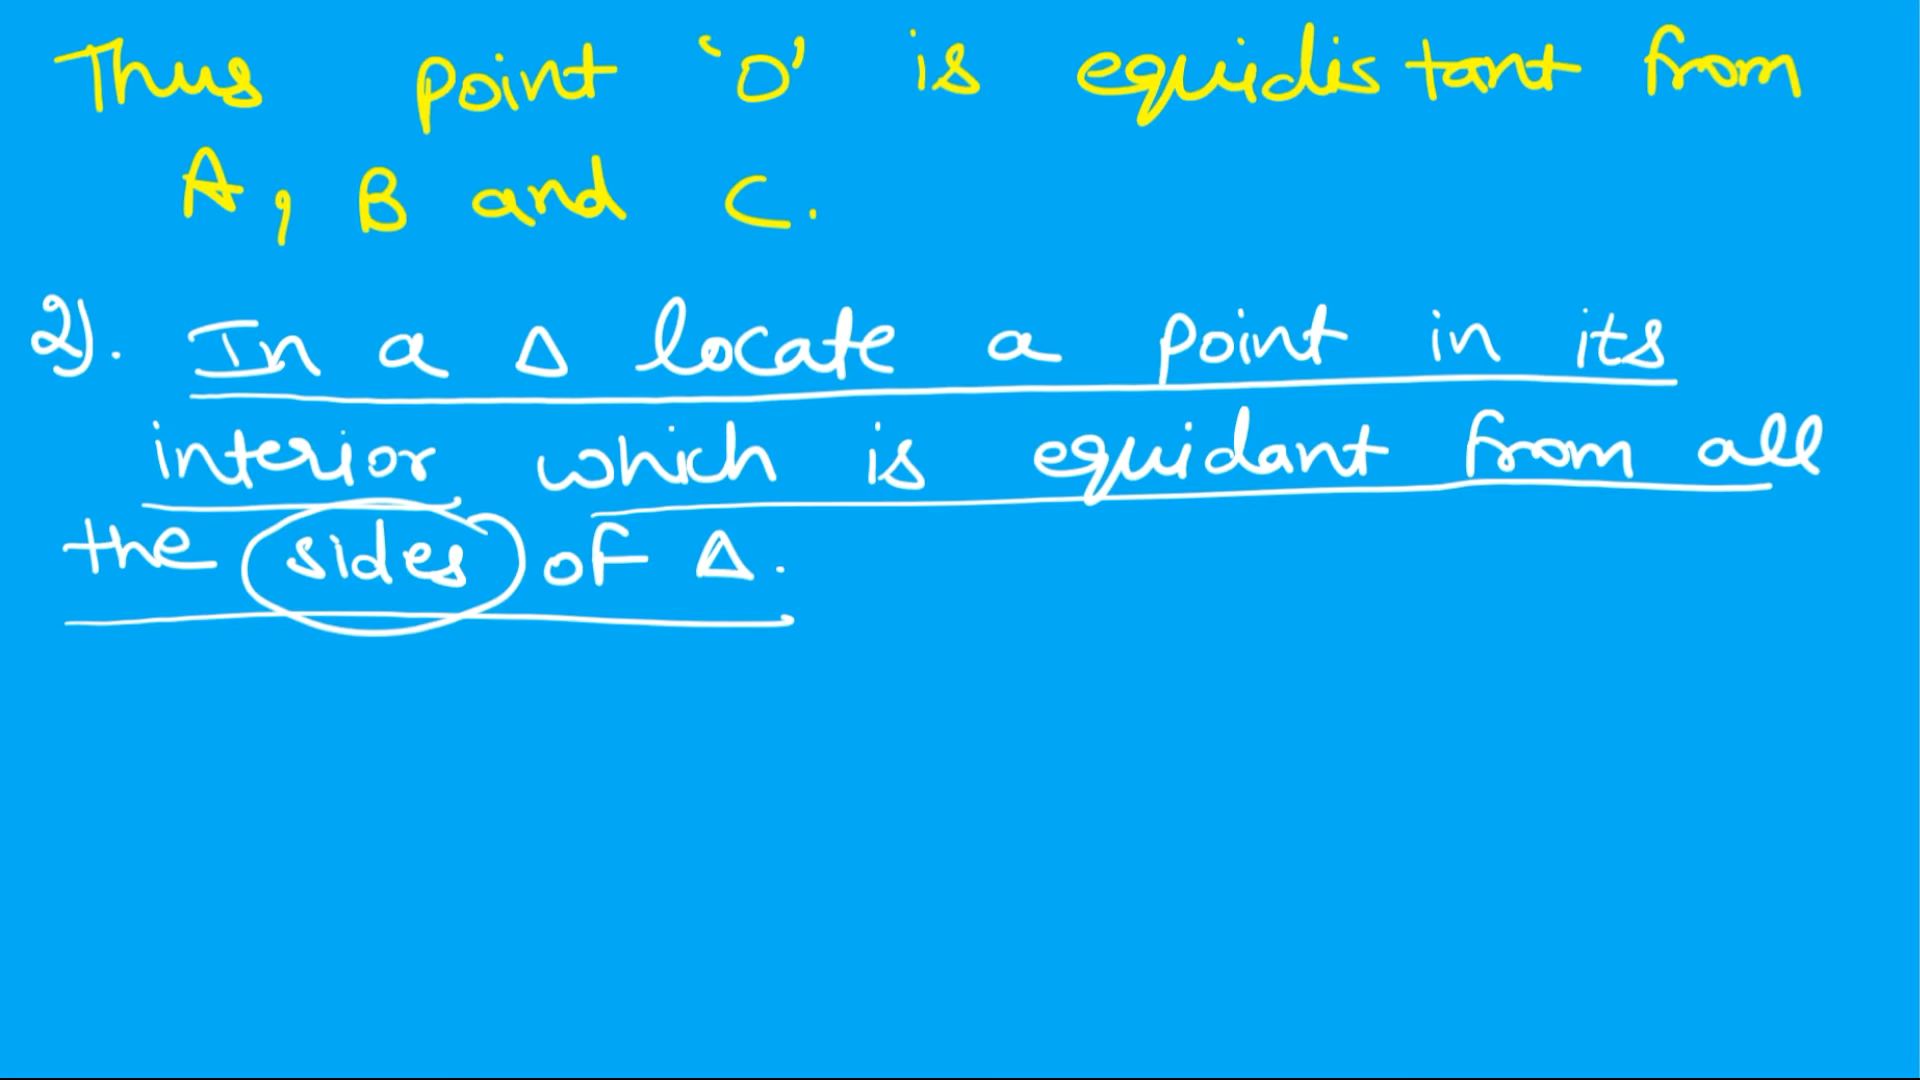 Thus point 'O' is equidistant from
A, B and C.
2). In a Δ locate a point in its
interior which is equidant from all
the sides of Δ.